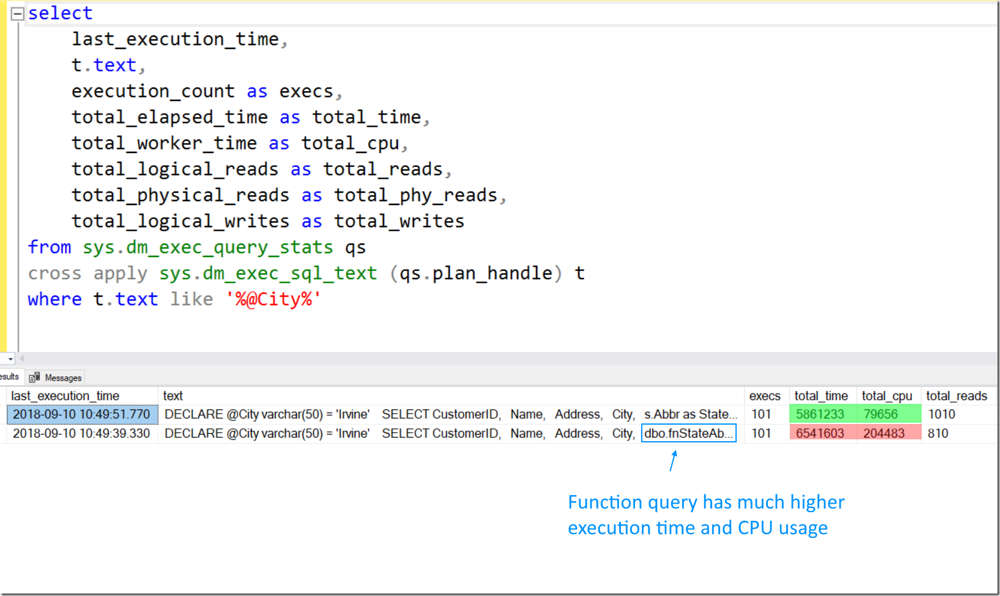 select
last_execution_time,
t.text,
execution_count as execs,
total_elapsed_time as total_time,
total_worker_time as total_cpu,
total_logical_reads as total_reads,
total_physical_reads as total_phy_reads,
total_logical_writes as total_writes
from sys.dm_exec_query_stats qs
cross apply sys.dm_exec_sql_text (qs.plan_handle) t
where t.text like '%@City%'
esults Messages
last_execution_time text execs total_time total_cpu total_reads
2018-09-10 10:49:51.770 DECLARE @City varchar(50) = 'Irvine' SELECT CustomerID, Name, Address, City, s.Abbr as State... 101 5861233 79656 1010
2018-09-10 10:49:39.330 DECLARE @City varchar(50) = 'Irvine' SELECT CustomerID, Name, Address, City, dbo.fnStateAb... 101 6541603 204483 810
Function query has much higher
execution time and CPU usage